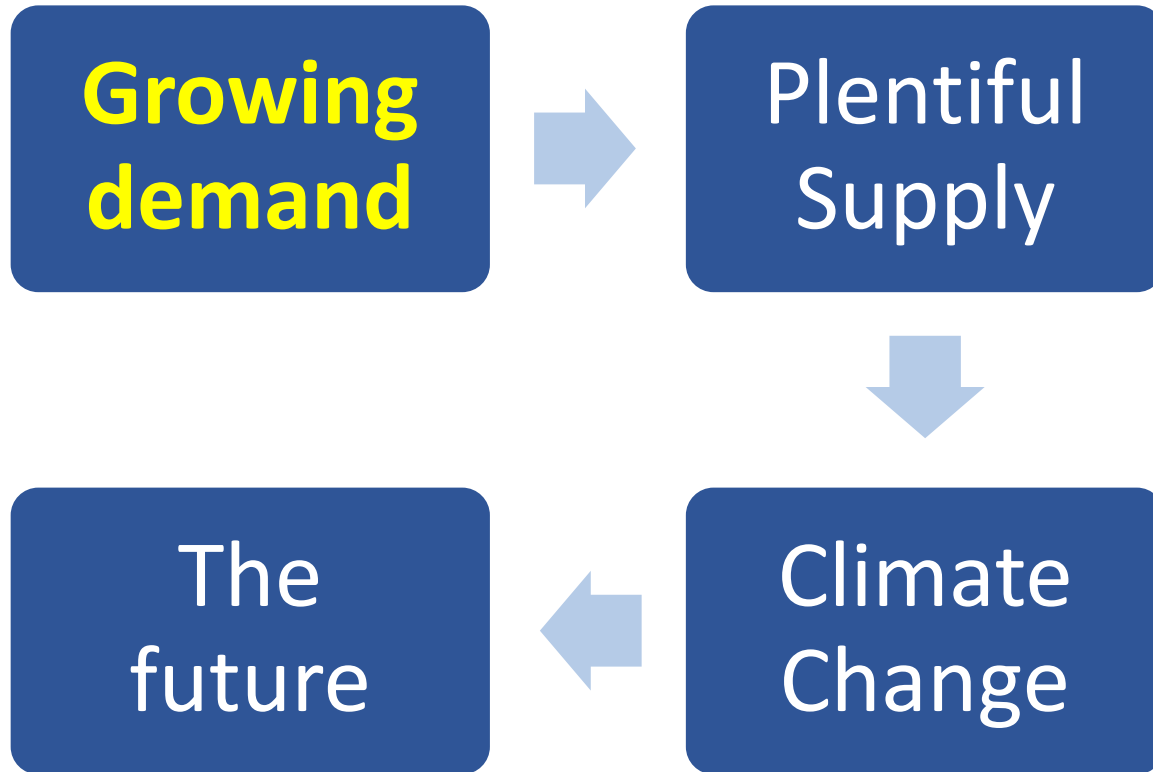 Growing
demand
Plentiful
Supply
Climate
Change
The
future